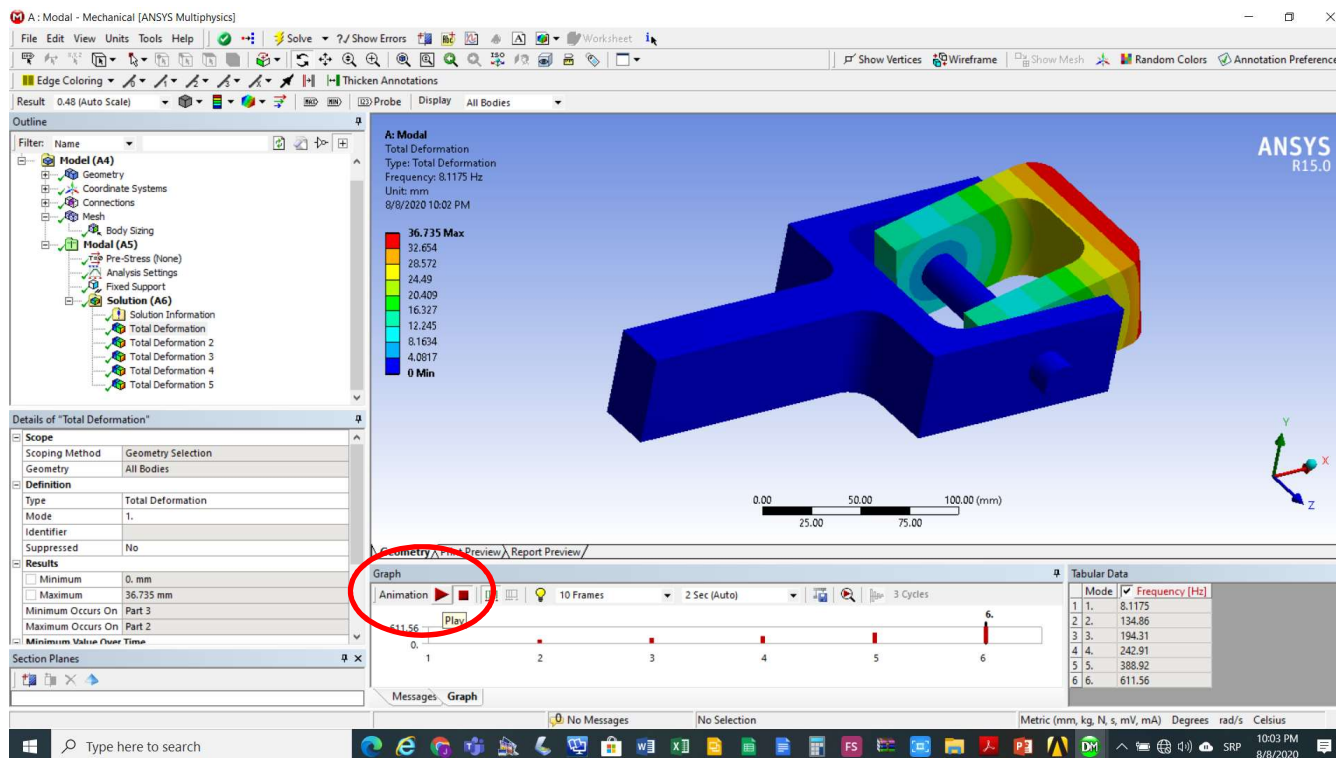 A : Modal - Mechanical [ANSYS Multiphysics]
File Edit View Units Tools Help Solve ?/ Show Errors Worksheet
Show Vertices Wireframe Show Mesh Random Colors Annotation Preference
Edge Coloring Thicken Annotations
Result 0.48 (Auto Scale) MAX MIN Probe Display All Bodies
Outline
Filter: Name
Model (A4)
Geometry
Coordinate Systems
Connections
Mesh
Body Sizing
Modal (A5)
Pre-Stress (None)
Analysis Settings
Fixed Support
Solution (A6)
Solution Information
Total Deformation
Total Deformation 2
Total Deformation 3
Total Deformation 4
Total Deformation 5
Details of "Total Deformation"
Scope
Scoping Method Geometry Selection
Geometry All Bodies
Definition
Type Total Deformation
Mode 1.
Identifier
Suppressed No
Results
Minimum 0. mm
Maximum 36.735 mm
Minimum Occurs On Part 3
Maximum Occurs On Part 2
Minimum Value Over Time
Section Planes
A: Modal
Total Deformation
Type: Total Deformation
Frequency: 8.1175 Hz
Unit: mm
8/8/2020 10:02 PM
36.735 Max
32.654
28.572
24.49
20.409
16.327
12.245
8.1634
4.0817
0 Min
ANSYS
R15.0
Y
X
Z
0.00 50.00 100.00 (mm)
25.00 75.00
Geometry Print Preview Report Preview
Graph
Animation 10 Frames 2 Sec (Auto) 3 Cycles
Play
6.
611.56
0.
1 2 3 4 5 6
Messages Graph
Tabular Data
Mode Frequency [Hz]
1 1. 8.1175
2 2. 134.86
3 3. 194.31
4 4. 242.91
5 5. 388.92
6 6. 611.56
0 No Messages No Selection Metric (mm, kg, N, s, mV, mA) Degrees rad/s Celsius
Type here to search
SRP 10:03 PM
8/8/2020